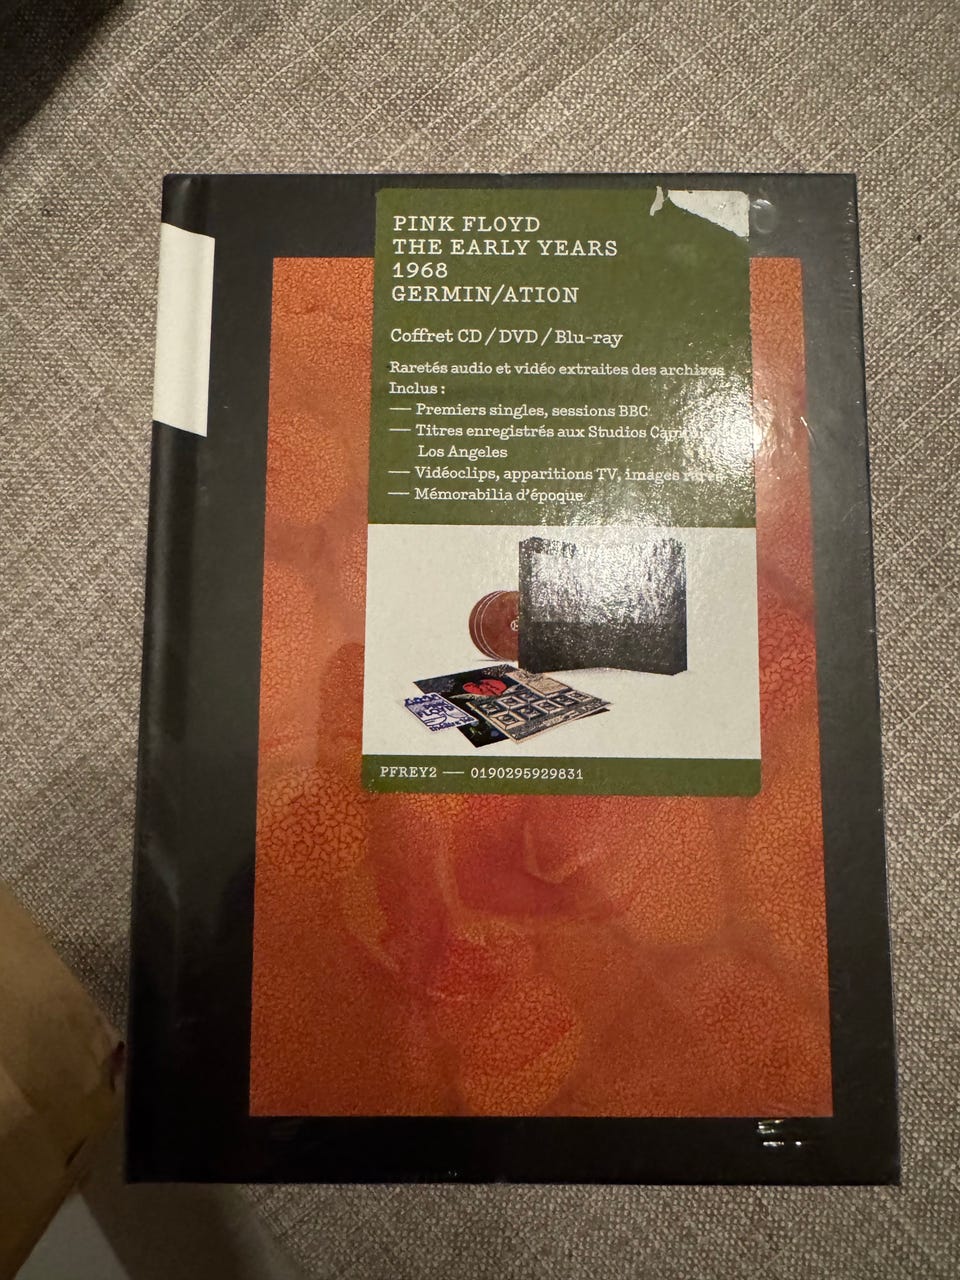 PINK FLOYD
THE EARLY YEARS
1968
GERMIN/ATION
Coffret CD / DVD / Blu-ray
Raretés audio et vidéo extraites des archives
Inclus :
— Premiers singles, sessions BBC
— Titres enregistrés aux Studios
Los Angeles
— Vidéoclips, apparitions TV, images rares
— Mémorabilia d'époque
PFREY2 — 0190295929831